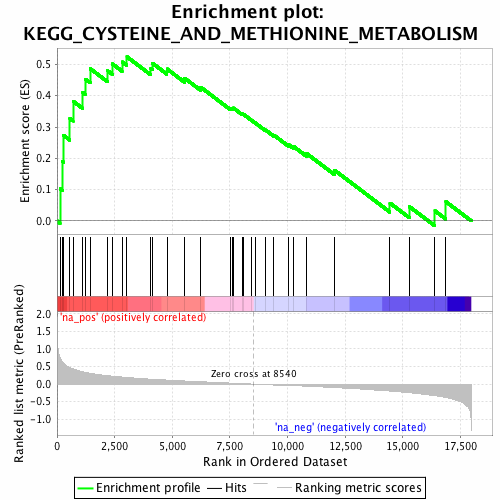 Enrichment plot:
KEGG_CYSTEINE_AND_METHIONINE_METABOLISM
Enrichment score (ES)
0.5
0.4
0.3
0.2
0.1
0.0
'na_pos' (positively correlated)
Ranked list metric (PreRanked)
2.0
1.5
1.0
0.5
0.0
-0.5
-1.0
Zero cross at 8540
'na_neg' (negatively correlated)
0 2,500 5,000 7,500 10,000 12,500 15,000 17,500
Rank in Ordered Dataset
Enrichment profile Hits Ranking metric scores